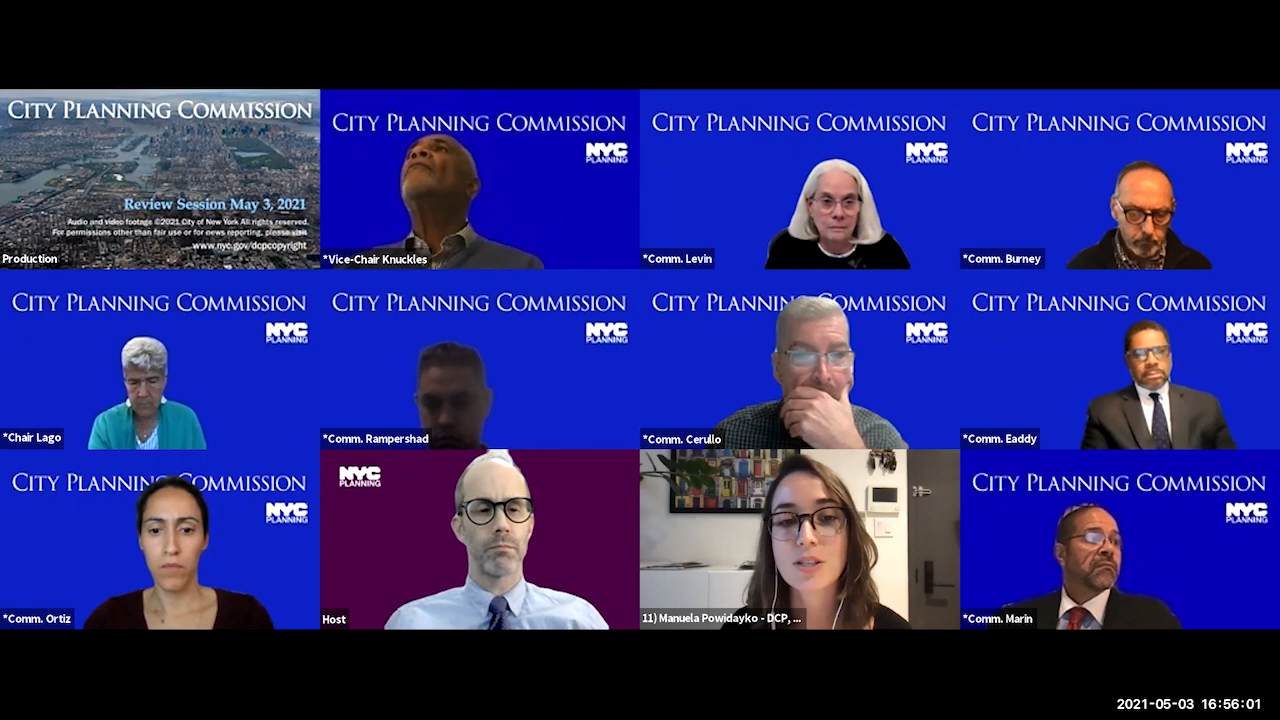 CITY PLANNING COMMISSION
Review Session May 3, 2021
Audio and video footage ©2021 City of New York All rights reserved.
For permissions other than fair use or for news reporting, please visit
www.nyc.gov/dcpcopyright
Production
CITY PLANNING COMMISSION
NYC
PLANNING
*Vice-Chair Knuckles
CITY PLANNING COMMISSION
NYC
PLANNING
*Comm. Levin
CITY PLANNING COMMISSION
NYC
PLANNING
*Comm. Burney
CITY PLANNING COMMISSION
NYC
PLANNING
*Chair Lago
CITY PLANNING COMMISSION
NYC
PLANNING
*Comm. Rampershad
CITY PLANNING COMMISSION
NYC
PLANNING
*Comm. Cerullo
CITY PLANNING COMMISSION
NYC
PLANNING
*Comm. Eaddy
CITY PLANNING COMMISSION
NYC
PLANNING
*Comm. Ortiz
NYC
PLANNING
Host
11) Manuela Powidayko - DCP, ...
CITY PLANNING COMMISSION
NYC
PLANNING
*Comm. Marin
2021-05-03 16:56:01